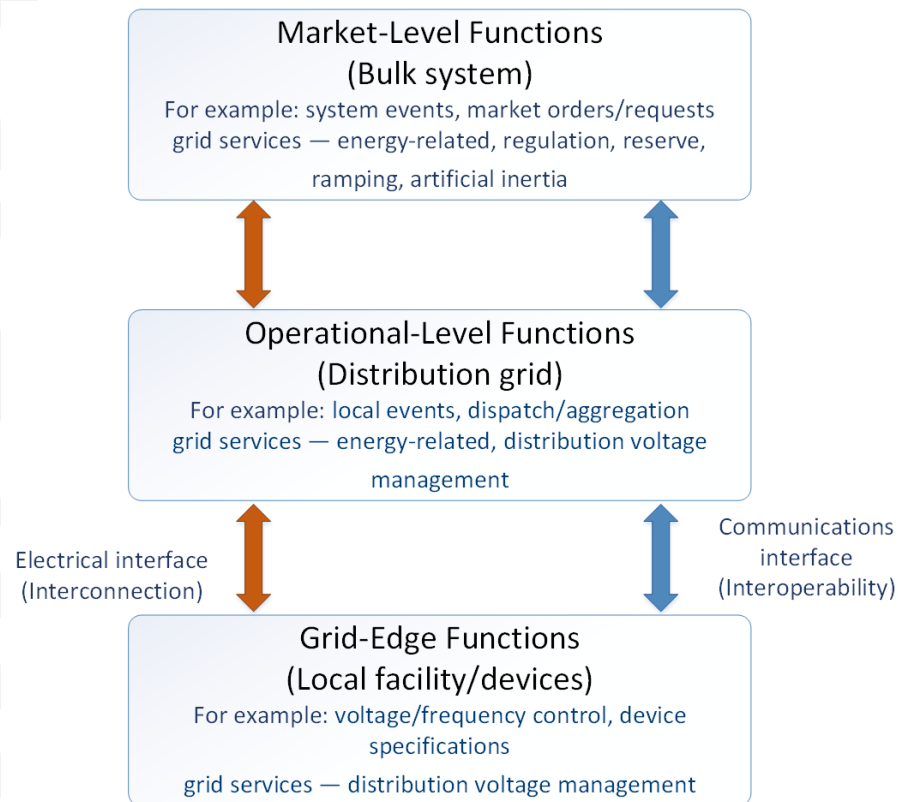 Market-Level Functions
(Bulk system)
For example: system events, market orders/requests
grid services — energy-related, regulation, reserve,
ramping, artificial inertia
Operational-Level Functions
(Distribution grid)
For example: local events, dispatch/aggregation
grid services — energy-related, distribution voltage
management
Electrical interface
(Interconnection)
Communications
interface
(Interoperability)
Grid-Edge Functions
(Local facility/devices)
For example: voltage/frequency control, device
specifications
grid services — distribution voltage management